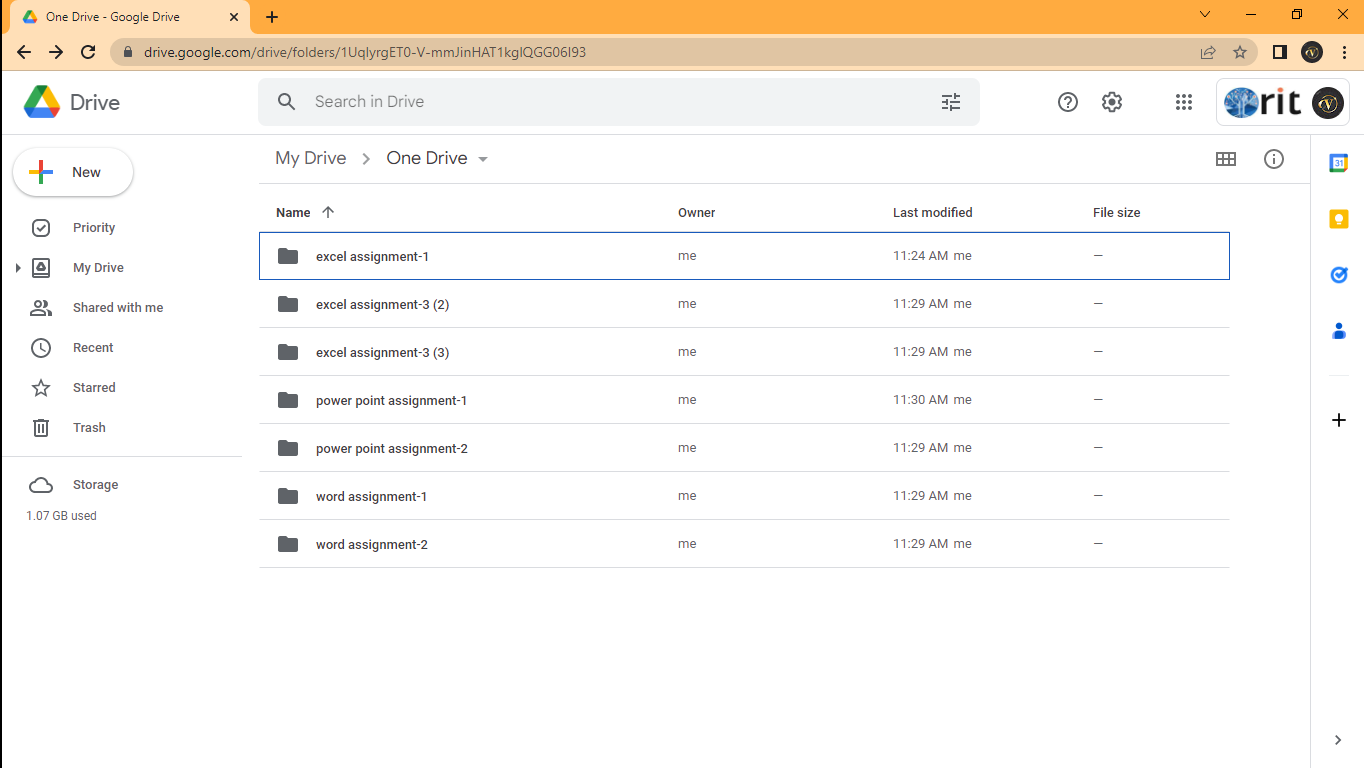 One Drive - Google Drive
drive.google.com/drive/folders/1UqIyrgET0-V-mmJinHAT1kgIQGG06I93
Drive
Search in Drive
rit
New
My Drive
One Drive
Name Owner Last modified File size
Priority
My Drive
Shared with me
Recent
Starred
Trash
Storage
1.07 GB used
excel assignment-1 me 11:24 AM me —
excel assignment-3 (2) me 11:29 AM me —
excel assignment-3 (3) me 11:29 AM me —
power point assignment-1 me 11:30 AM me —
power point assignment-2 me 11:29 AM me —
word assignment-1 me 11:29 AM me —
word assignment-2 me 11:29 AM me —
31